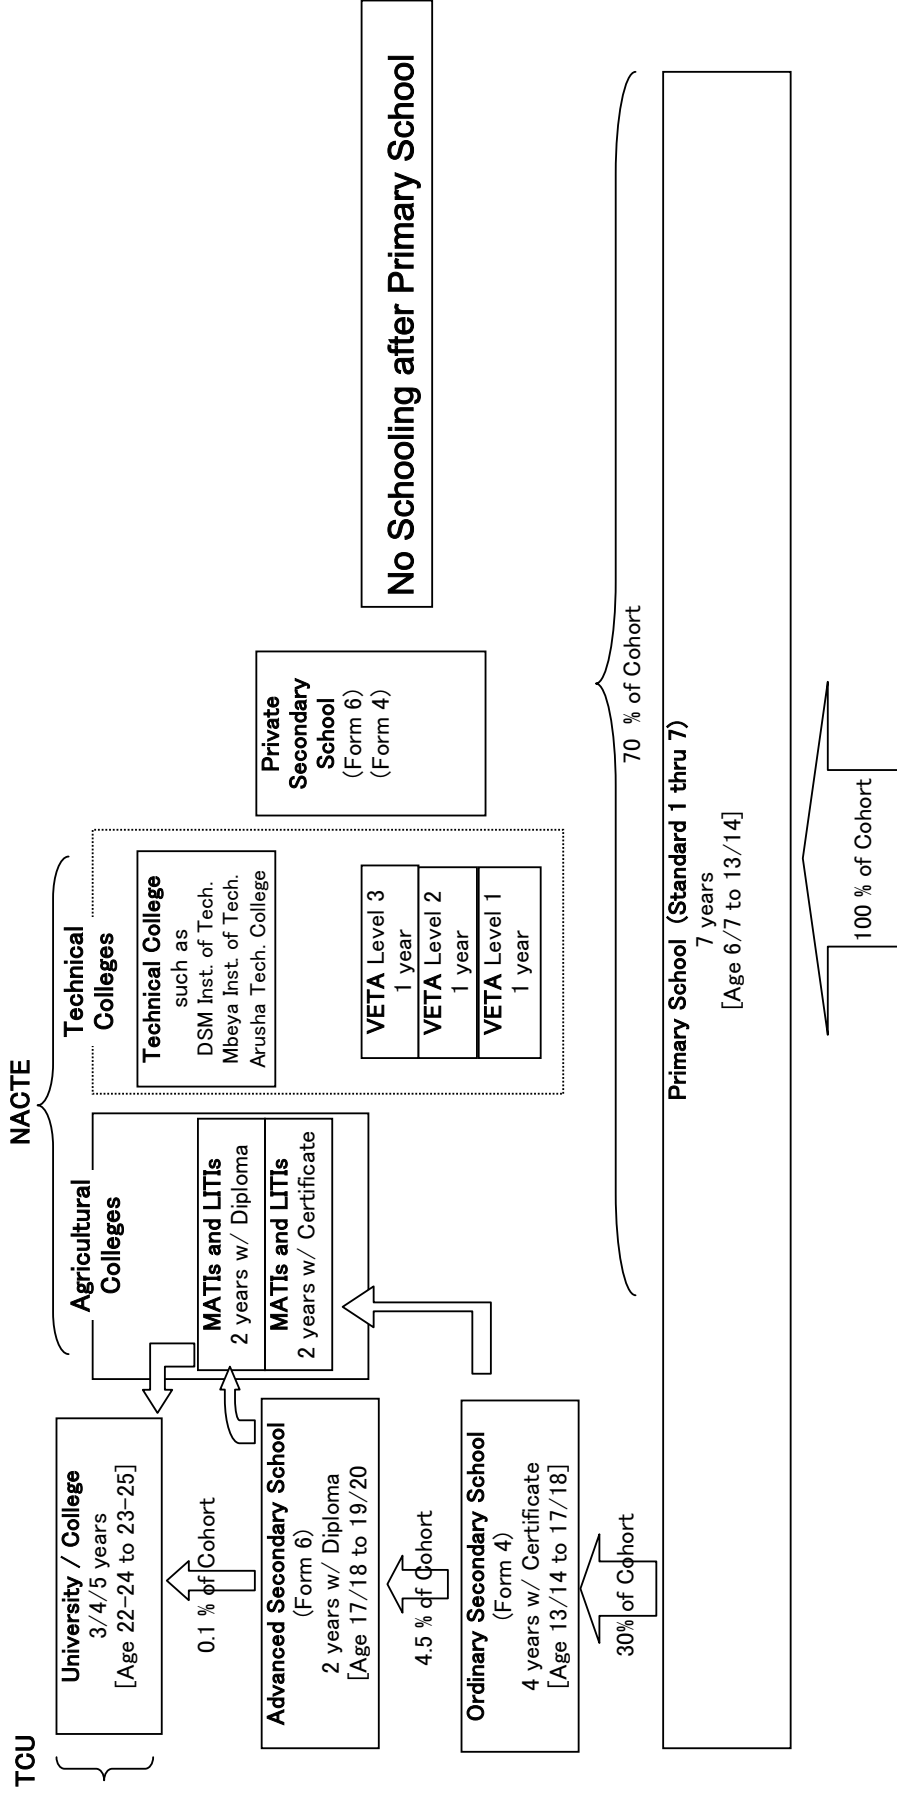 TCU
NACTE
University / College
3/4/5 years
[Age 22-24 to 23-25]
Agricultural
Colleges
Technical
Colleges
0.1 % of Cohort
MATIs and LITIs
2 years w/ Diploma
MATIs and LITIs
2 years w/ Certificate
Technical College
such as
DSM Inst. of Tech.
Mbeya Inst. of Tech.
Arusha Tech. College
Private
Secondary
School
(Form 6)
(Form 4)
Advanced Secondary School
(Form 6)
2 years w/ Diploma
[Age 17/18 to 19/20
VETA Level 3
1 year
VETA Level 2
1 year
VETA Level 1
1 year
No Schooling after Primary School
4.5 % of Cohort
Ordinary Secondary School
(Form 4)
4 years w/ Certificate
[Age 13/14 to 17/18]
30% of Cohort
70 % of Cohort
Primary School (Standard 1 thru 7)
7 years
[Age 6/7 to 13/14]
100 % of Cohort